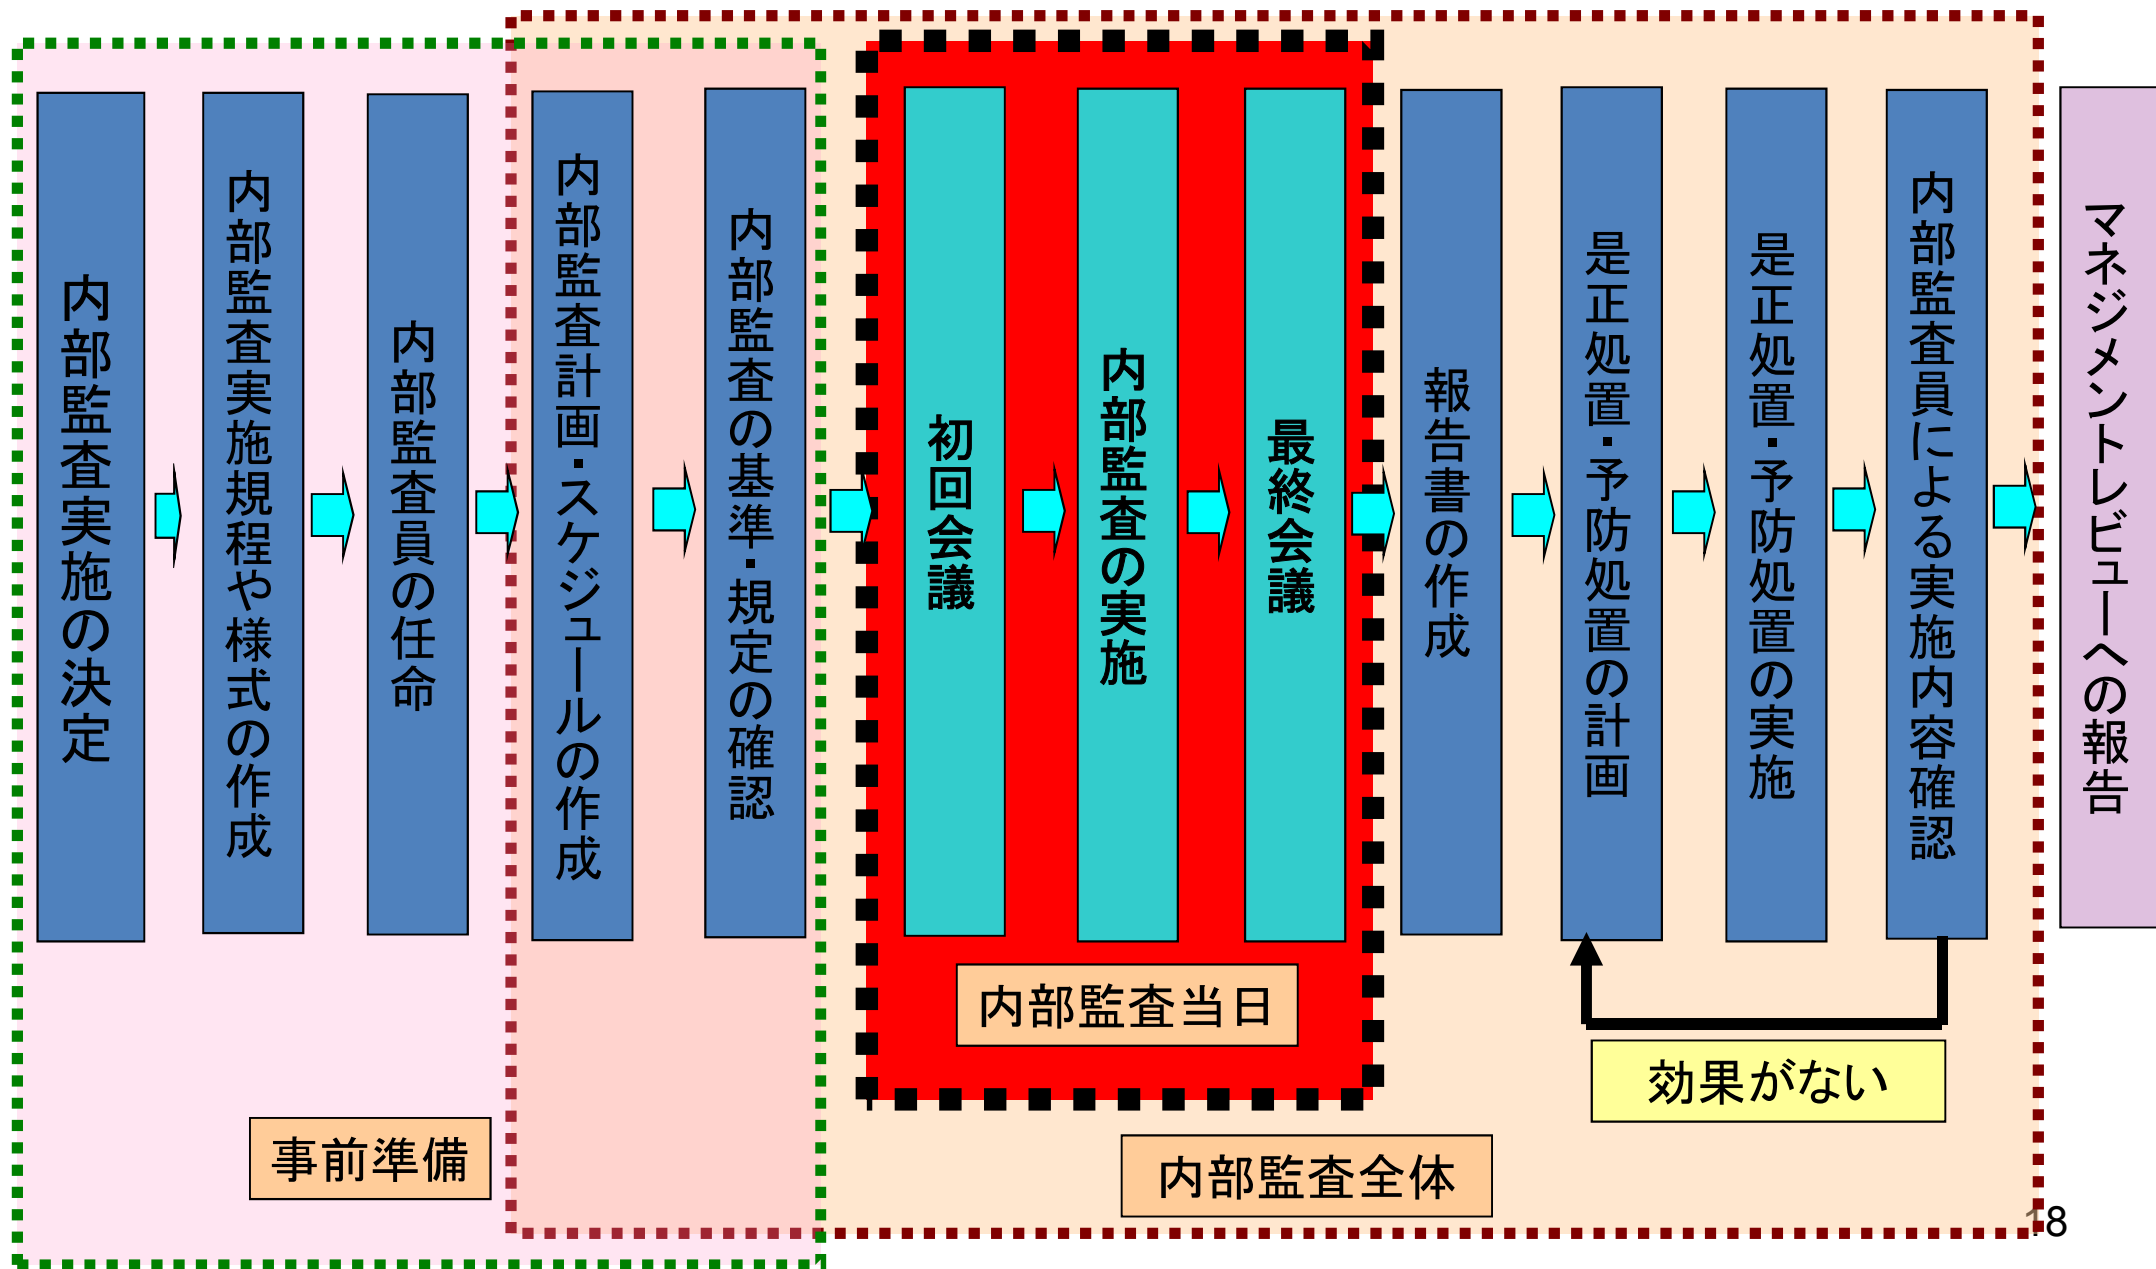 内部監査実施の決定
内部監査実施規程や様式の作成
内部監査員の任命
内部監査計画・スケジュールの作成
内部監査の基準・規定の確認
初回会議
内部監査の実施
最終会議
報告書の作成
是正処置・予防処置の計画
是正処置・予防処置の実施
内部監査員による実施内容確認
マネジメントレビューへの報告
内部監査当日
効果がない
事前準備
内部監査全体
18